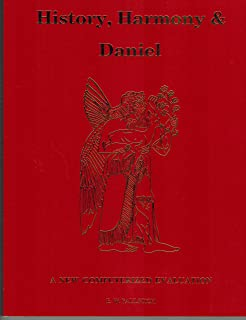 History, Harmony &
Daniel
A NEW COMPUTERIZED EVALUATION